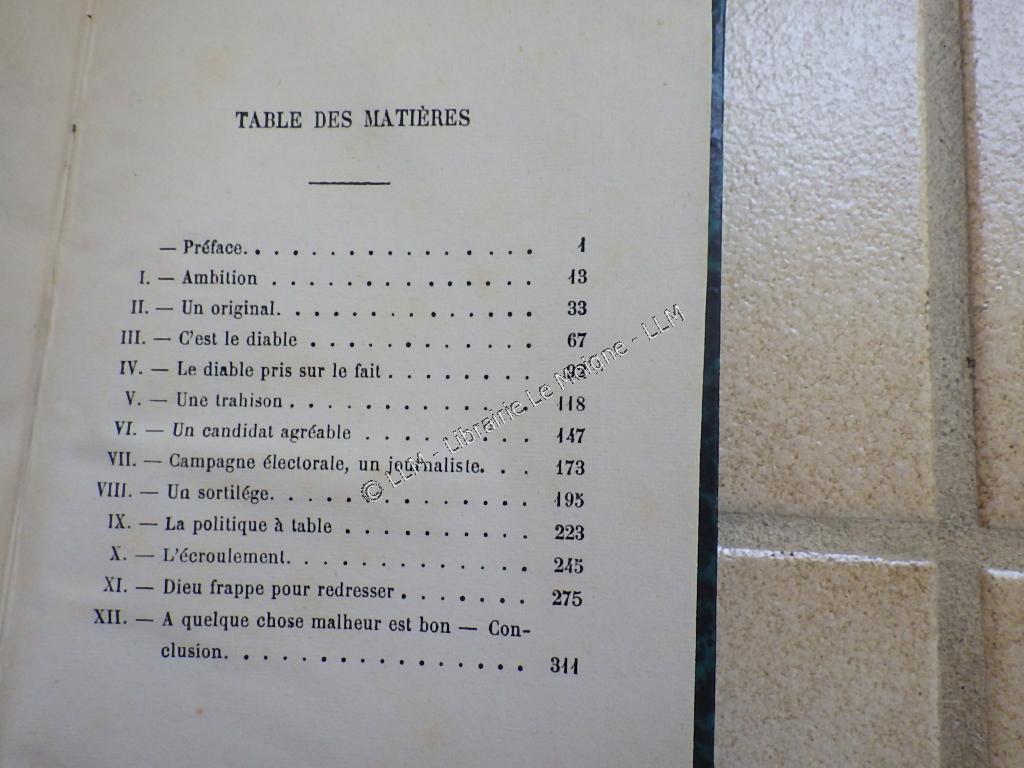 TABLE DES MATIÈRES
— Préface. . . . . . . . . . . . . . . . 1
I. — Ambition . . . . . . . . . . . . . . 13
II. — Un original. . . . . . . . . . . . . . 33
III. — C'est le diable . . . . . . . . . . . . 67
IV. — Le diable pris sur le fait . . . . . . . .
V. — Une trahison . . . . . . . . . . . . . 118
VI. — Un candidat agréable . . . . . . . . . 147
VII. — Campagne électorale, un journaliste. . . 173
VIII. — Un sortilége. . . . . . . . . . . . . . 195
IX. — La politique à table . . . . . . . . . . 223
X. — L'écroulement. . . . . . . . . . . . . 245
XI. — Dieu frappe pour redresser . . . . . . . 275
XII. — A quelque chose malheur est bon — Con-
clusion. . . . . . . . . . . . . . . . 311
© LLM - Librairie Le Moigne - LLM